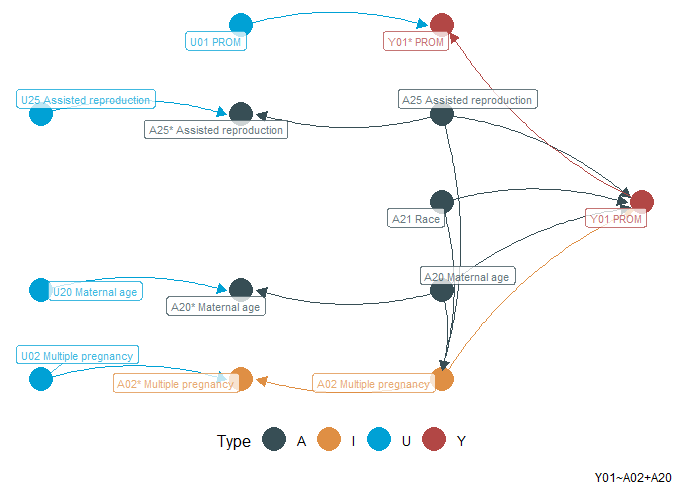 U01 PROM
Y01* PROM
U25 Assisted reproduction
A25 Assisted reproduction
A25* Assisted reproduction
A21 Race
Y01 PROM
A20 Maternal age
U20 Maternal age
A20* Maternal age
U02 Multiple pregnancy
A02* Multiple pregnancy
A02 Multiple pregnancy
Type A I U Y
Y01~A02+A20